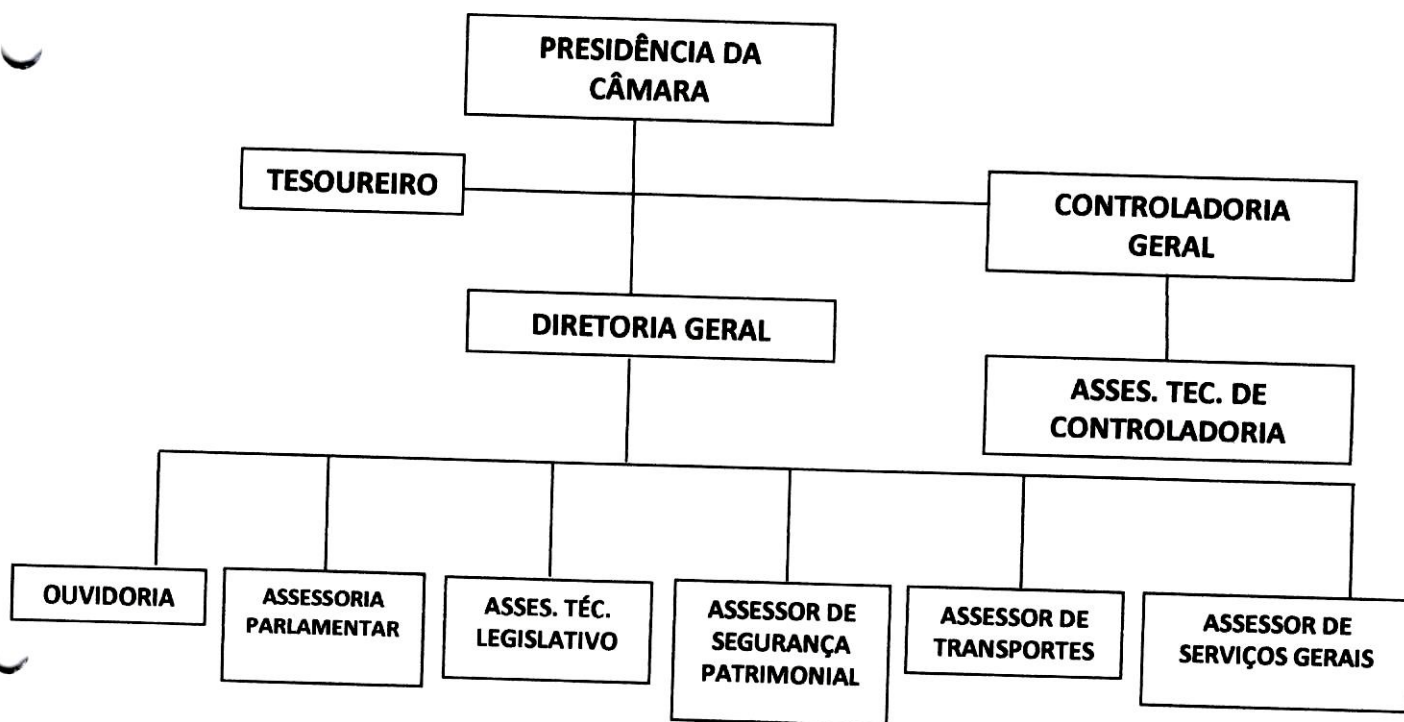 PRESIDÊNCIA DA
CÂMARA
TESOUREIRO
CONTROLADORIA
GERAL
DIRETORIA GERAL
ASSES. TEC. DE
CONTROLADORIA
OUVIDORIA
ASSESSORIA
PARLAMENTAR
ASSES. TÉC.
LEGISLATIVO
ASSESSOR DE
SEGURANÇA
PATRIMONIAL
ASSESSOR DE
TRANSPORTES
ASSESSOR DE
SERVIÇOS GERAIS